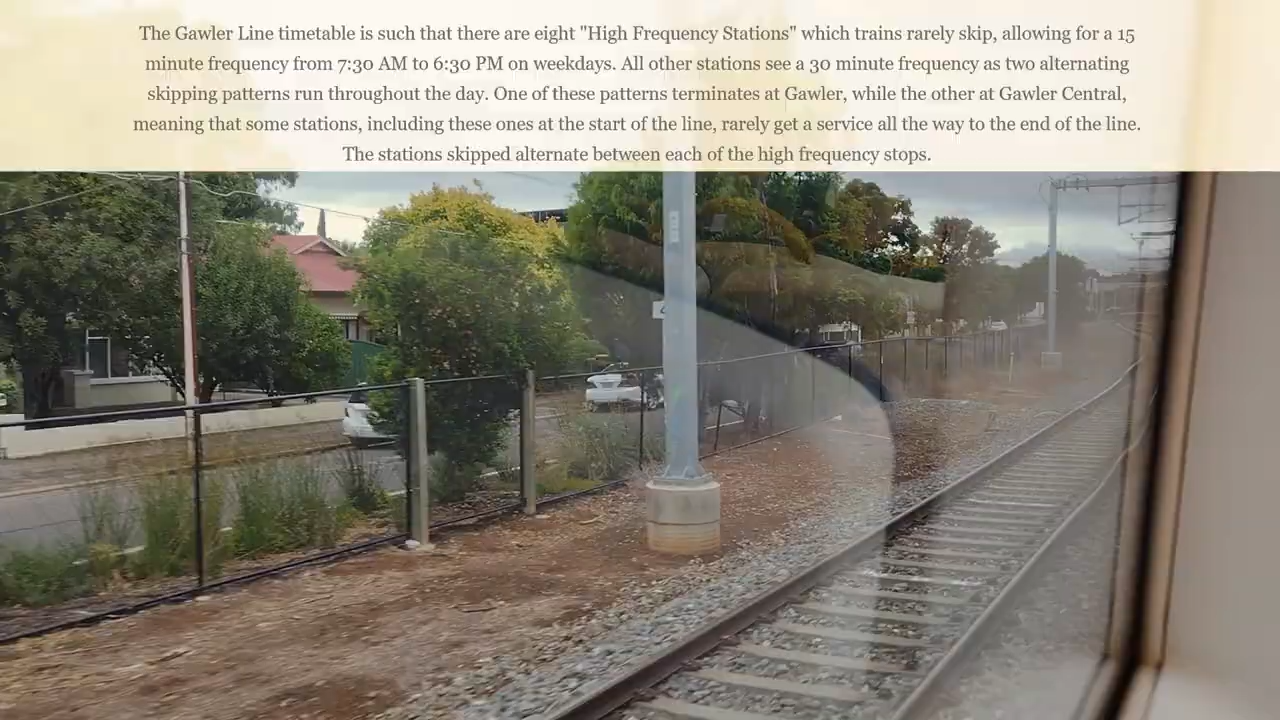 The Gawler Line timetable is such that there are eight "High Frequency Stations" which trains rarely skip, allowing for a 15
minute frequency from 7:30 AM to 6:30 PM on weekdays. All other stations see a 30 minute frequency as two alternating
skipping patterns run throughout the day. One of these patterns terminates at Gawler, while the other at Gawler Central,
meaning that some stations, including these ones at the start of the line, rarely get a service all the way to the end of the line.
The stations skipped alternate between each of the high frequency stops.